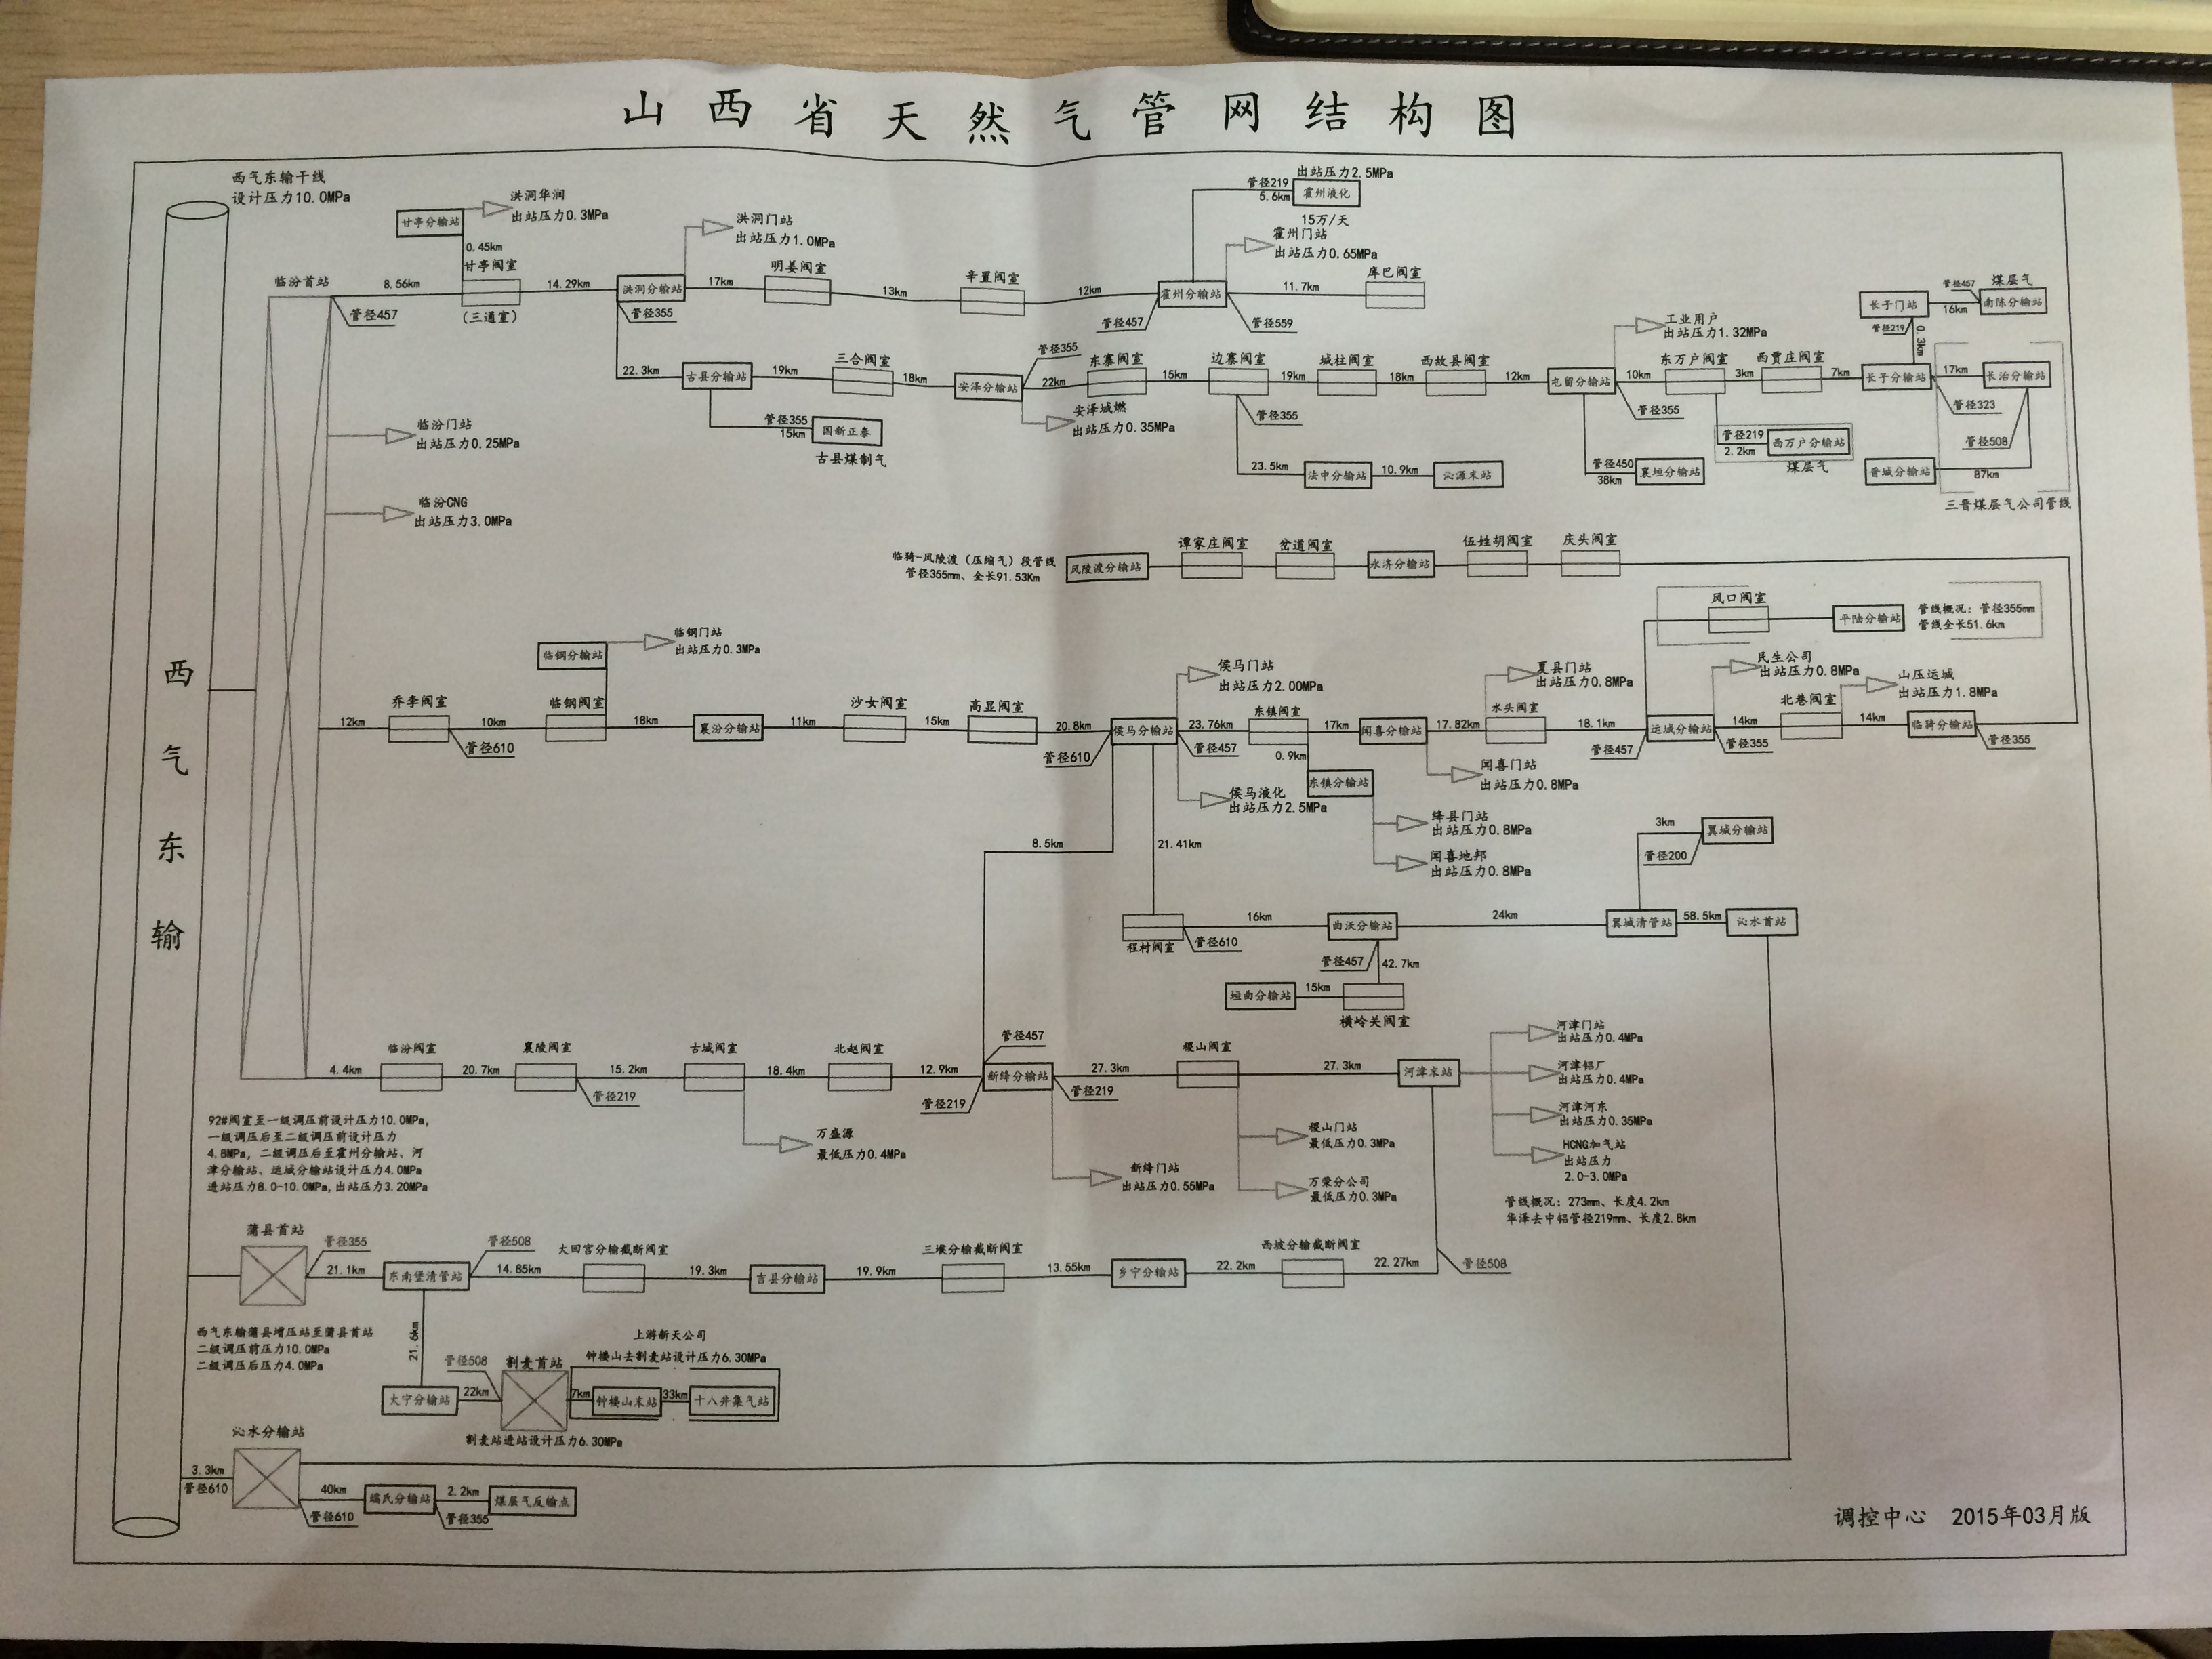 山西省天然气管网结构图
西气东输干线
设计压力10.0MPa
西气东输
甘亭分输站
洪洞华润
出站压力0.3MPa
0.45km
甘亭阀室
(三通室)
临汾首站
8.56km
管径457
14.29km
洪洞分输站
管径355
洪洞门站
出站压力1.0MPa
17km
明姜阀室
13km
辛置阀室
12km
霍州分输站
管径457
管径559
出站压力2.5MPa
管径219
5.6km
霍州液化
15万/天
霍州门站
出站压力0.65MPa
11.7km
库巴阀室
22.3km
古县分输站
19km
三合阀室
18km
安泽分输站
管径355
22km
东寨阀室
15km
边寨阀室
19km
城柱阀室
18km
西故县阀室
12km
屯留分输站
10km
东万户阀室
3km
西贾庄阀室
7km
长子分输站
17km
长治分输站
管径355
15km
国新正泰
古县煤制气
安泽城燃
出站压力0.35MPa
管径355
23.5km
法中分输站
10.9km
沁源末站
工业用户
出站压力1.32MPa
管径355
管径450
38km
襄垣分输站
管径219
2.2km
西万户分输站
煤层气
长子门站
管径219
0.3km
管径457
16km
煤层气
南陈分输站
管径323
管径508
晋城分输站
87km
三晋煤层气公司管线
临汾门站
出站压力0.25MPa
临汾CNG
出站压力3.0MPa
临猗-风陵渡（压缩气）段管线
管径355mm、全长91.53Km
风陵渡分输站
谭家庄阀室
岔道阀室
永济分输站
伍姓胡阀室
庆头阀室
风口阀室
平陆分输站
管线概况: 管径355mm
管线全长51.6km
临钢分输站
临钢门站
出站压力0.3MPa
12km
乔李阀室
10km
管径610
临钢阀室
18km
襄汾分输站
11km
沙女阀室
15km
高显阀室
20.8km
管径610
侯马分输站
侯马门站
出站压力2.00MPa
23.76km
管径457
东镇阀室
0.9km
17km
闻喜分输站
17.82km
水头阀室
18.1km
管径457
运城分输站
14km
管径355
北巷阀室
14km
临猗分输站
管径355
夏县门站
出站压力0.8MPa
民生公司
出站压力0.8MPa
山压运城
出站压力1.8MPa
侯马液化
出站压力2.5MPa
东镇分输站
闻喜门站
出站压力0.8MPa
绛县门站
出站压力0.8MPa
闻喜地邦
出站压力0.8MPa
8.5km
21.41km
3km
管径200
翼城分输站
程村阀室
管径610
16km
曲沃分输站
24km
翼城清管站
58.5km
沁水首站
管径457
42.7km
垣曲分输站
15km
横岭关阀室
4.4km
临汾阀室
20.7km
襄陵阀室
管径219
15.2km
古城阀室
18.4km
北赵阀室
12.9km
管径219
新绛分输站
管径457
27.3km
管径219
稷山阀室
27.3km
河津末站
河津门站
出站压力0.4MPa
河津铝厂
出站压力0.4MPa
河津河东
出站压力0.35MPa
HCNG加气站
出站压力
2.0-3.0MPa
管线概况: 273mm、长度4.2km
华泽去中铝管径219mm、长度2.8km
万盛源
最低压力0.4MPa
新绛门站
出站压力0.55MPa
稷山门站
最低压力0.3MPa
万荣分公司
最低压力0.3MPa
92#阀室至一级调压前设计压力10.0MPa,
一级调压后至二级调压前设计压力
4.8MPa, 二级调压后至霍州分输站、河
津分输站、运城分输站设计压力4.0MPa
进站压力8.0-10.0MPa, 出站压力3.20MPa
蒲县首站
管径355
21.1km
东南堡清管站
管径508
14.85km
大回宫分输截断阀室
19.3km
吉县分输站
19.9km
三堠分输截断阀室
13.55km
乡宁分输站
22.2km
西坡分输截断阀室
22.27km
管径508
西气东输蒲县增压站至蒲县首站
二级调压前压力10.0MPa
二级调压后压力4.0MPa
21.6km
大宁分输站
22km
管径508
割麦首站
7km
钟楼山末站
33km
十八井集气站
上游新天公司
钟楼山去割麦站设计压力6.30MPa
割麦站进站设计压力6.30MPa
沁水分输站
3.3km
管径610
40km
管径610
端氏分输站
2.2km
管径355
煤层气反输点
调控中心 2015年03月版